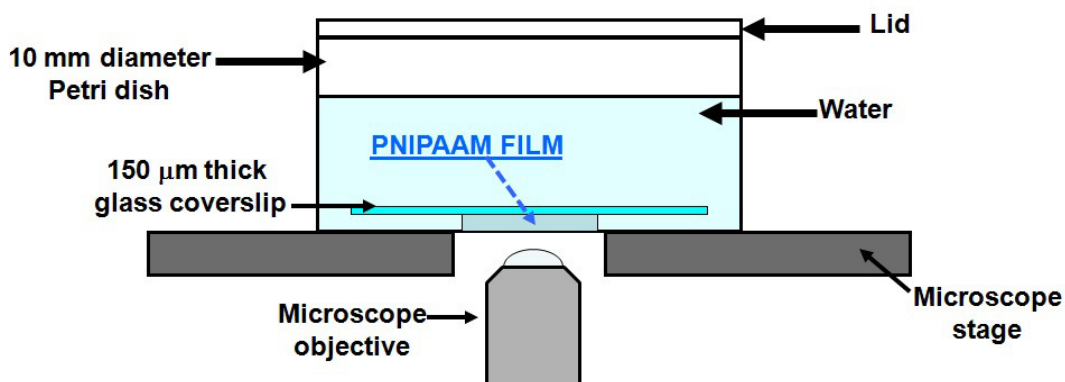 Lid
10 mm diameter
Petri dish
Water
PNIPAAM FILM
150 μm thick
glass coverslip
Microscope
objective
Microscope
stage